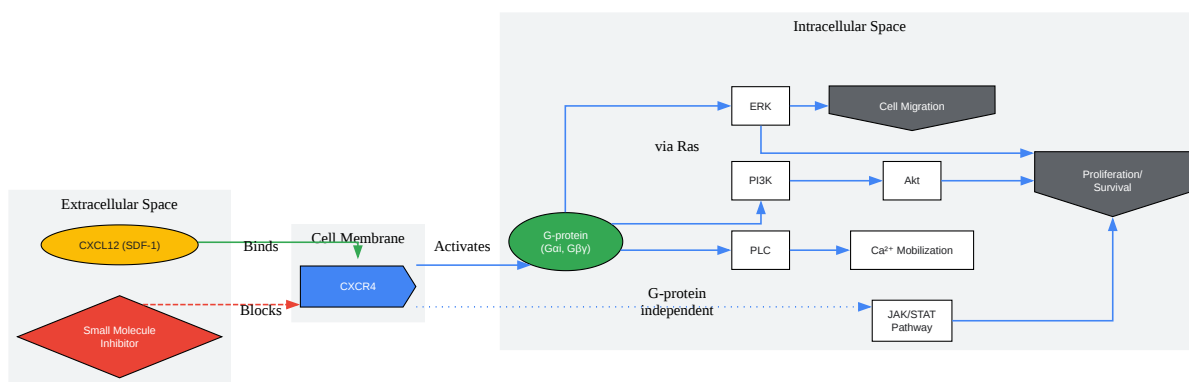 Intracellular Space
ERK
Cell Migration
via Ras
PI3K
Akt
Proliferation/
Survival
Extracellular Space
CXCL12 (SDF-1)
Binds
Cell Membrane
Activates
G-protein
(Gαi, Gβγ)
PLC
Ca²⁺ Mobilization
CXCR4
Small Molecule
Inhibitor
Blocks
G-protein
independent
JAK/STAT
Pathway